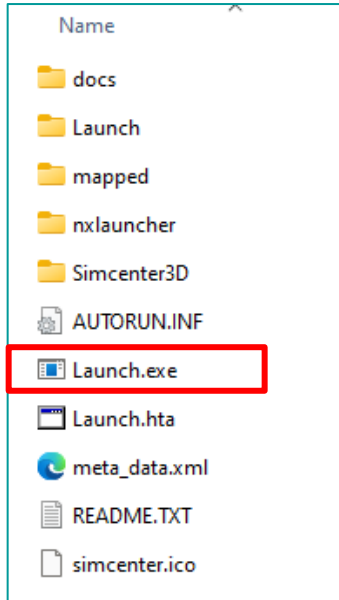 Name
docs
Launch
mapped
nxlauncher
Simcenter3D
AUTORUN.INF
Launch.exe
Launch.hta
meta_data.xml
README.TXT
simcenter.ico